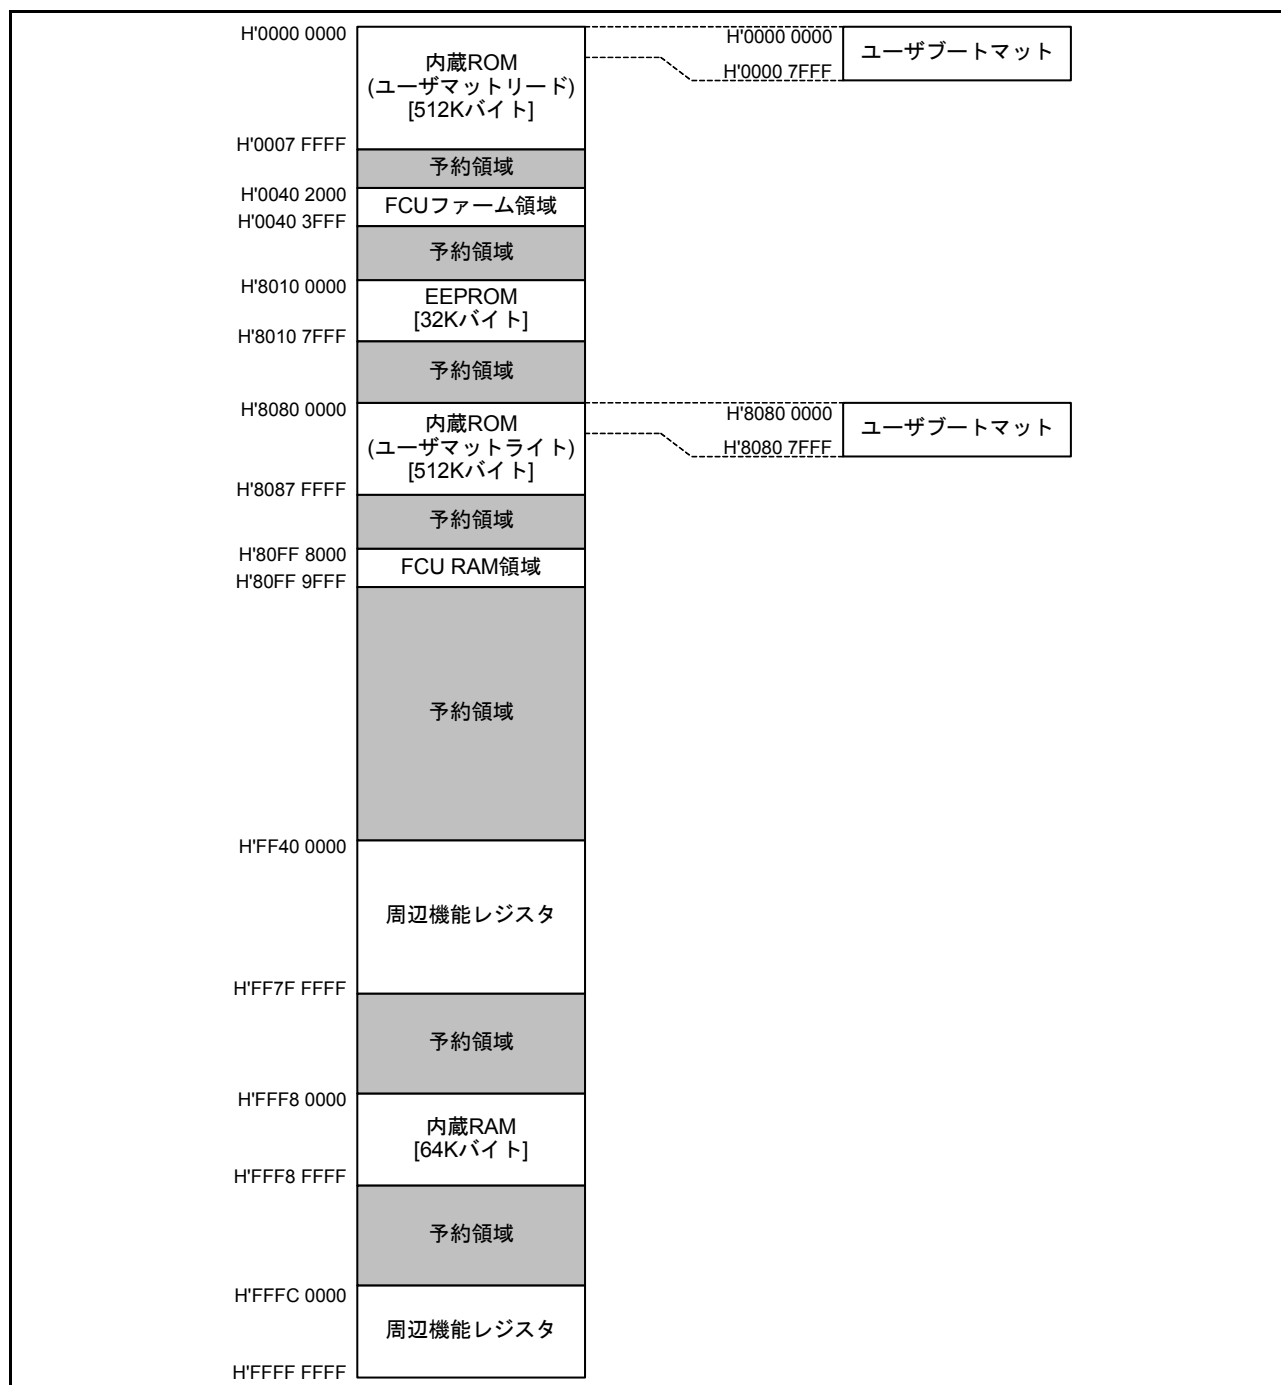 H'0000 0000
内蔵ROM
(ユーザマットリード)
[512Kバイト]
H'0000 0000
H'0000 7FFF
ユーザブートマット
H'0007 FFFF
予約領域
H'0040 2000
FCUファーム領域
H'0040 3FFF
予約領域
H'8010 0000
EEPROM
[32Kバイト]
H'8010 7FFF
予約領域
H'8080 0000
内蔵ROM
(ユーザマットライト)
[512Kバイト]
H'8080 0000
H'8080 7FFF
ユーザブートマット
H'8087 FFFF
予約領域
H'80FF 8000
FCU RAM領域
H'80FF 9FFF
予約領域
H'FF40 0000
周辺機能レジスタ
H'FF7F FFFF
予約領域
H'FFF8 0000
内蔵RAM
[64Kバイト]
H'FFF8 FFFF
予約領域
H'FFFC 0000
周辺機能レジスタ
H'FFFF FFFF